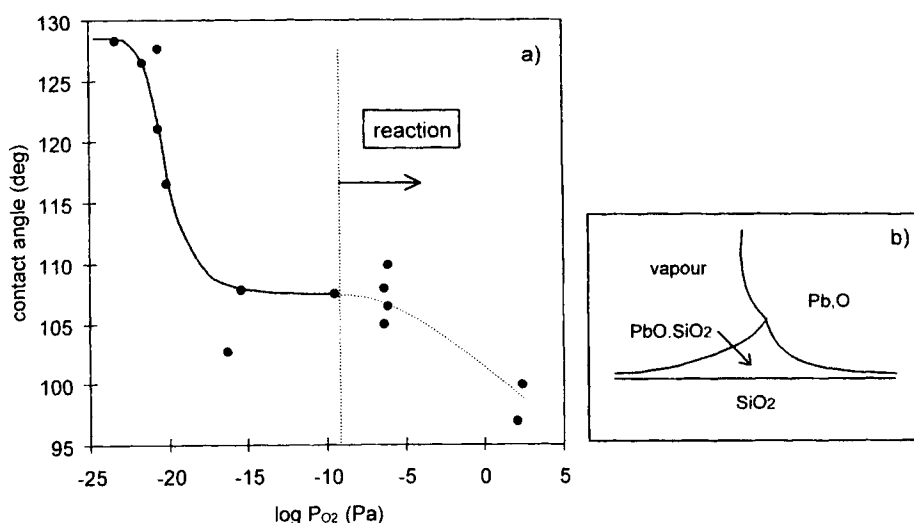 a)
130
125
120
115
110
105
100
95
contact angle (deg)
reaction
-25
-20
-15
-10
-5
0
5
log P_O2 (Pa)
b)
vapour
Pb,O
PbO.SiO2
SiO2